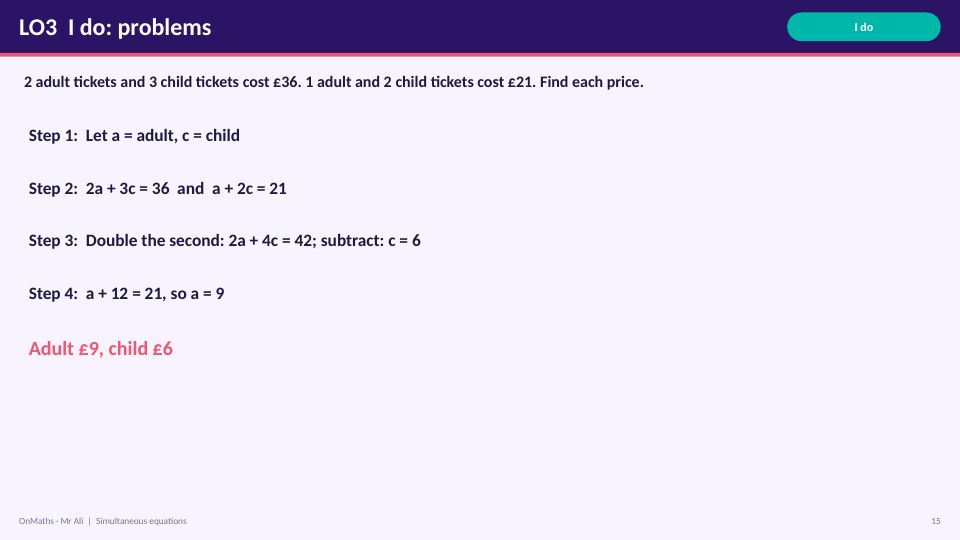 LO3 I do: problems
I do
2 adult tickets and 3 child tickets cost £36. 1 adult and 2 child tickets cost £21. Find each price.
Step 1: Let a = adult, c = child
Step 2: 2a + 3c = 36 and a + 2c = 21
Step 3: Double the second: 2a + 4c = 42; subtract: c = 6
Step 4: a + 12 = 21, so a = 9
Adult £9, child £6
OnMaths - Mr Ali | Simultaneous equations
15